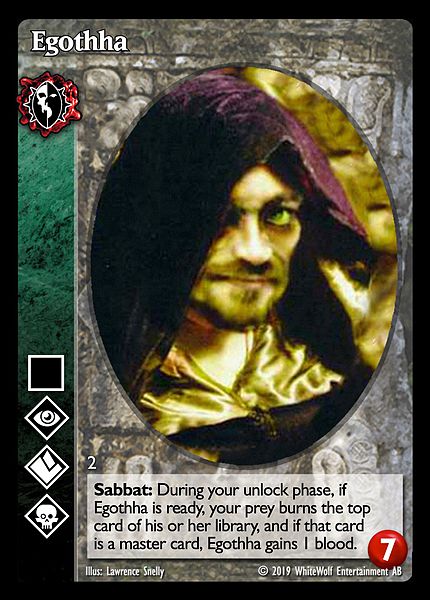 Egothha
2
Sabbat: During your unlock phase, if
Egothha is ready, your prey burns the top
card of his or her library, and if that card
is a master card, Egothha gains 1 blood.
7
Illus: Lawrence Snelly
© 2019 WhiteWolf Entertainment AB